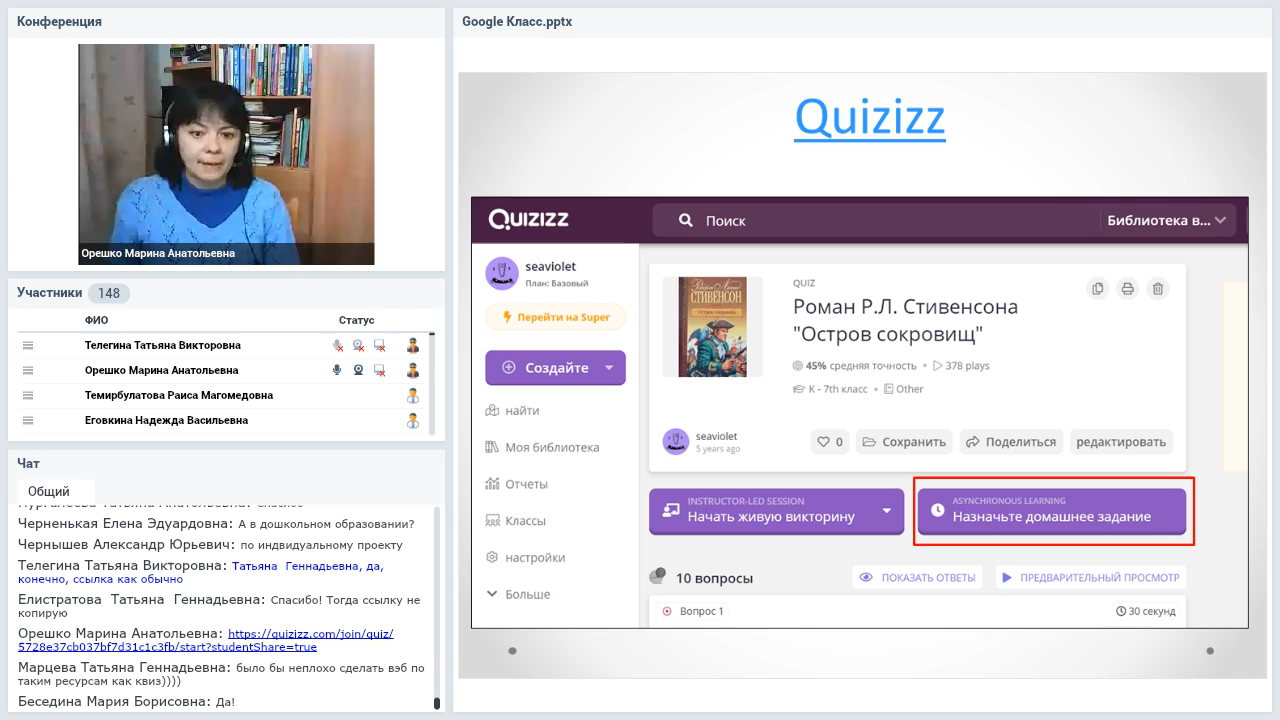 Конференция
Орешко Марина Анатольевна
Участники 148
ФИО Статус
Телегина Татьяна Викторовна
Орешко Марина Анатольевна
Темирбулатова Раиса Магомедовна
Еговкина Надежда Васильевна
Чат
Общий
Черненькая Елена Эдуардовна: А в дошкольном образовании?
Чернышев Александр Юрьевич: по индвидуальному проекту
Телегина Татьяна Викторовна: Татьяна Геннадьевна, да,
конечно, ссылка как обычно
Елистратова Татьяна Геннадьевна: Спасибо! Тогда ссылку не
копирую
Орешко Марина Анатольевна: https://quizizz.com/join/quiz/
5728e37cb037bf7d31c1c3fb/start?studentShare=true
Марцева Татьяна Геннадьевна: было бы неплохо сделать вэб по
таким ресурсам как квиз))))
Беседина Мария Борисовна: Да!
Google Класс.pptx
Quizizz
Quizizz
Поиск
Библиотека в...
seaviolet
План: Базовый
Перейти на Super
Создайте
найти
Моя библиотека
Отчеты
Классы
настройки
Больше
СТИВЕНСОН
QUIZ
Роман Р.Л. Стивенсона
"Остров сокровищ"
45% средняя точность • 378 plays
K - 7th класс • Other
seaviolet
5 years ago
0
Сохранить
Поделиться
редактировать
INSTRUCTOR-LED SESSION
Начать живую викторину
ASYNCHRONOUS LEARNING
Назначьте домашнее задание
10 вопросы
ПОКАЗАТЬ ОТВЕТЫ
ПРЕДВАРИТЕЛЬНЫЙ ПРОСМОТР
Вопрос 1
30 секунд